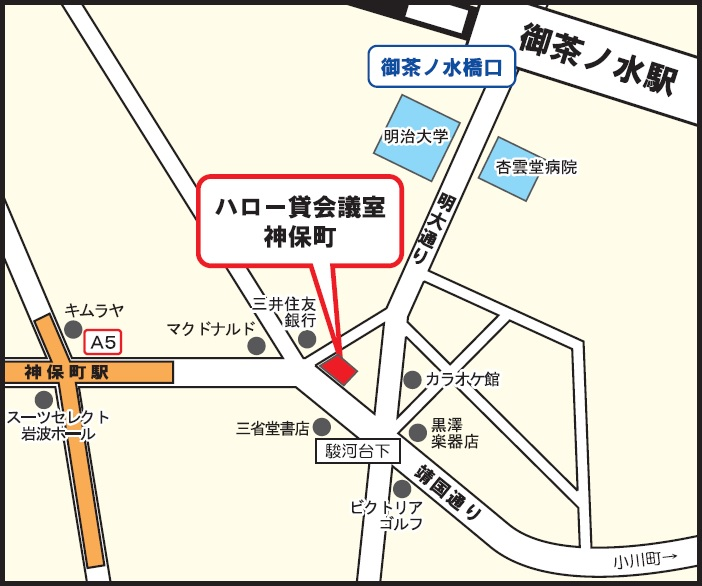 御茶ノ水駅
御茶ノ水橋口
明治大学
杏雲堂病院
ハロー貸会議室
神保町
明大通り
三井住友
銀行
キムラヤ
A5
マクドナルド
神保町駅
カラオケ館
スーツセレクト
岩波ホール
三省堂書店
黒澤
楽器店
駿河台下
靖国通り
ビクトリア
ゴルフ
小川町→